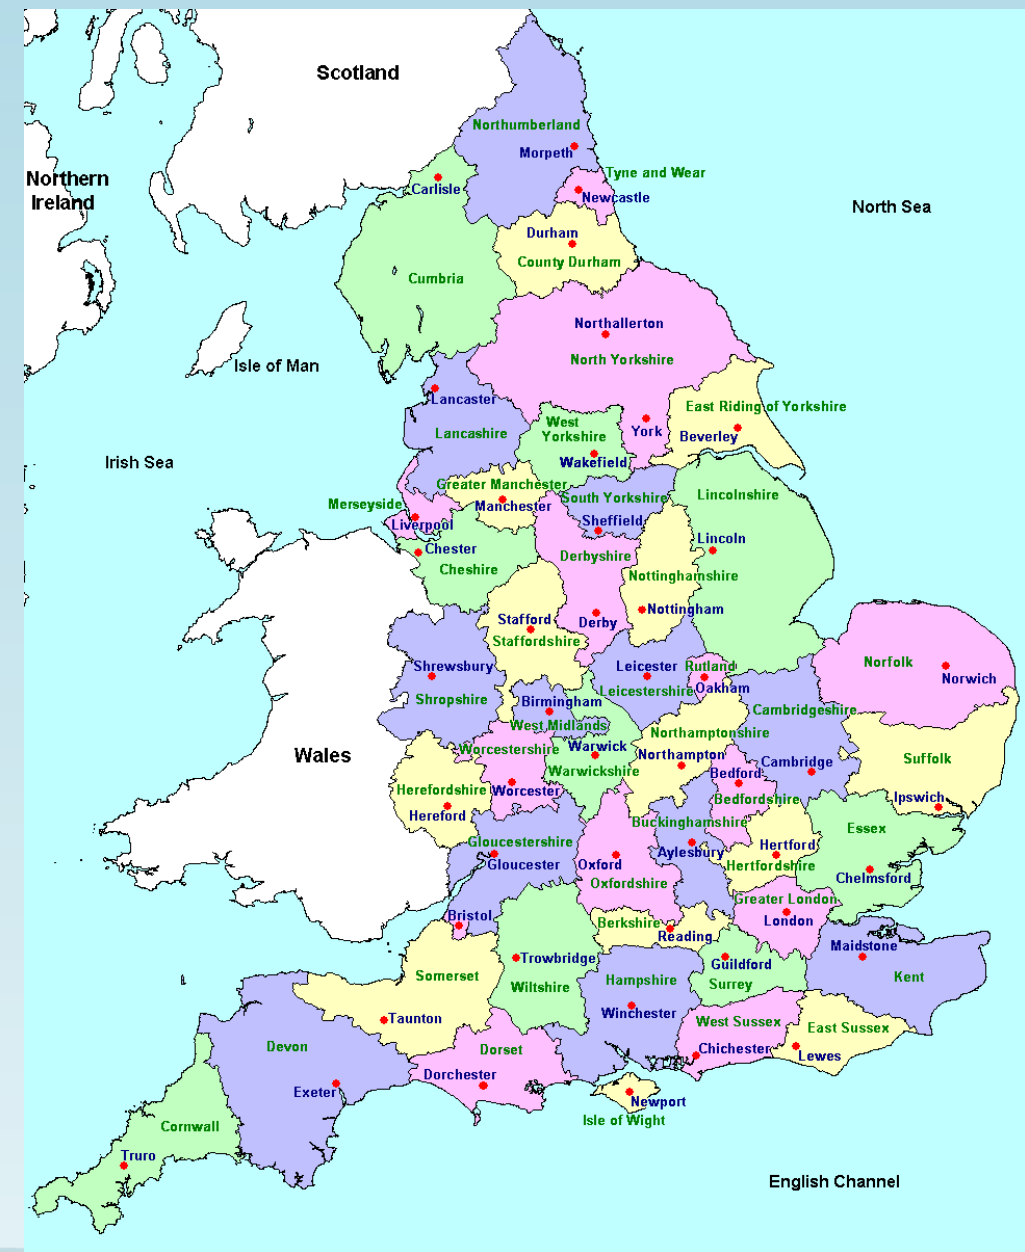 Scotland
Northumberland
Morpeth
Tyne and Wear
Northern
Ireland
Carlisle
Newcastle
North Sea
Durham
County Durham
Cumbria
Northallerton
North Yorkshire
Isle of Man
Lancaster
East Riding of Yorkshire
Lancashire
West
Yorkshire
York
Beverley
Irish Sea
Wakefield
Greater Manchester
South Yorkshire
Lincolnshire
Merseyside
Manchester
Liverpool
Sheffield
Lincoln
Chester
Derbyshire
Cheshire
Nottinghamshire
Nottingham
Stafford
Derby
Staffordshire
Shrewsbury
Leicester
Rutland
Norfolk
Norwich
Shropshire
Leicestershire
Oakham
Birmingham
Cambridgeshire
West Midlands
Northamptonshire
Wales
Worcestershire
Warwick
Northampton
Cambridge
Suffolk
Warwickshire
Bedford
Herefordshire
Worcester
Bedfordshire
Ipswich
Hereford
Buckinghamshire
Essex
Gloucestershire
Hertford
Gloucester
Oxford
Aylesbury
Hertfordshire
Chelmsford
Oxfordshire
Greater London
Bristol
Berkshire
London
Reading
Maidstone
Trowbridge
Guildford
Somerset
Wiltshire
Hampshire
Surrey
Kent
Taunton
Winchester
West Sussex
East Sussex
Devon
Dorset
Chichester
Lewes
Dorchester
Exeter
Newport
Isle of Wight
Cornwall
Truro
English Channel